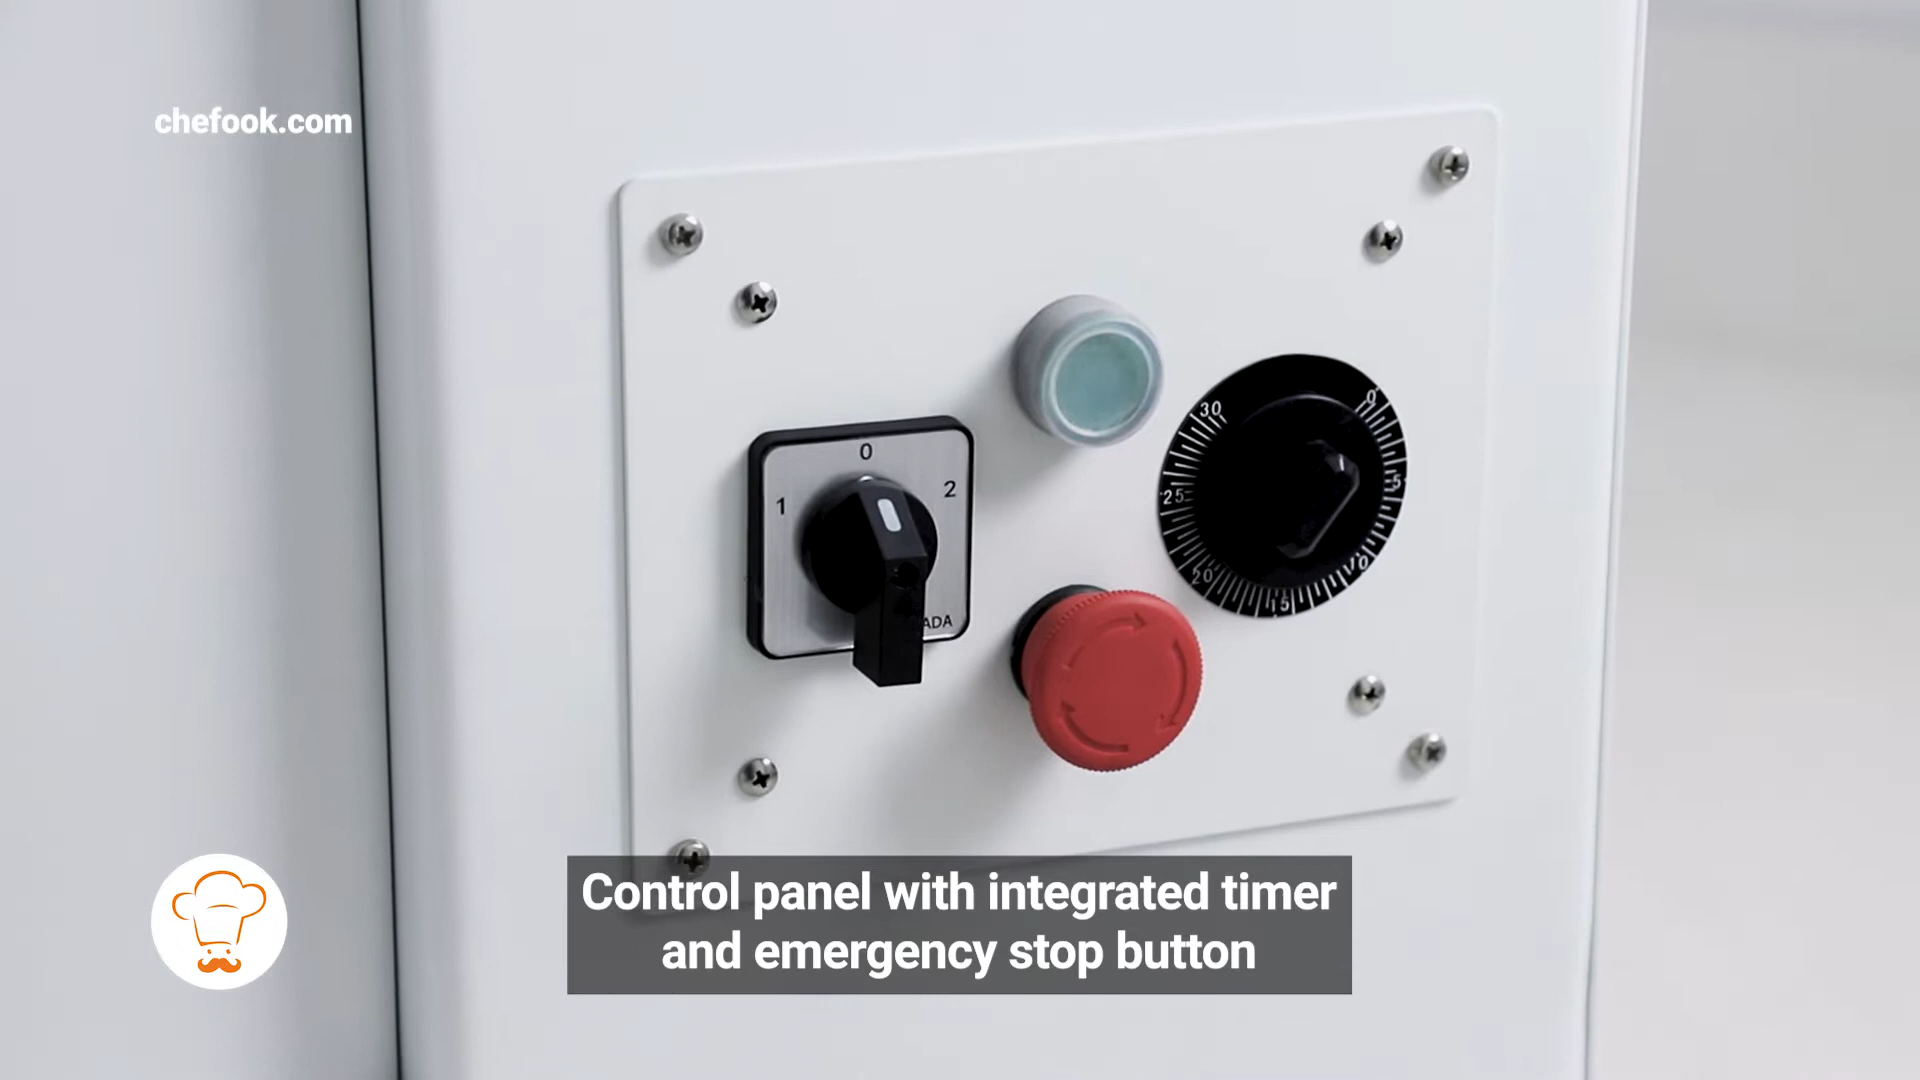 chefook.com
0
1
2
ADA
30
0
25
5
20
15
10
Control panel with integrated timer
and emergency stop button